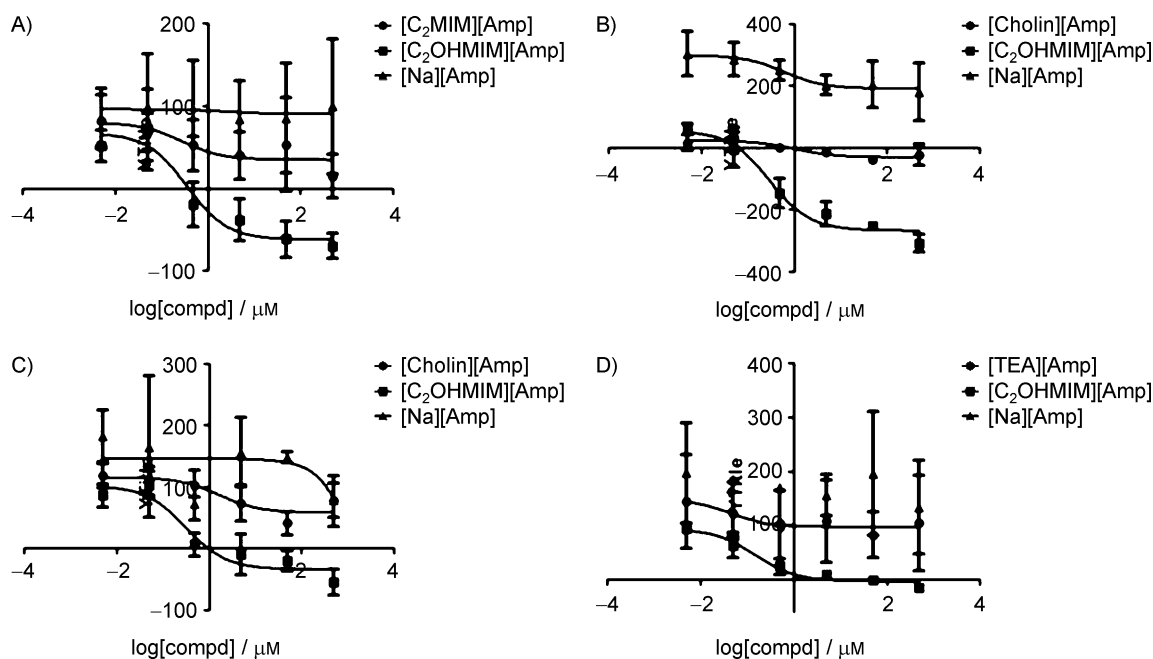 A)
200
100
−100
−4
−2
2
4
[C₂MIM][Amp]
[C₂OHMIM][Amp]
[Na][Amp]
log[compd] / μM
B)
400
200
−200
−400
−4
−2
2
4
[Cholin][Amp]
[C₂OHMIM][Amp]
[Na][Amp]
log[compd] / μM
C)
300
200
100
−100
−4
−2
2
4
[Cholin][Amp]
[C₂OHMIM][Amp]
[Na][Amp]
log[compd] / μM
D)
400
300
200
100
−4
−2
2
4
[TEA][Amp]
[C₂OHMIM][Amp]
[Na][Amp]
log[compd] / μM